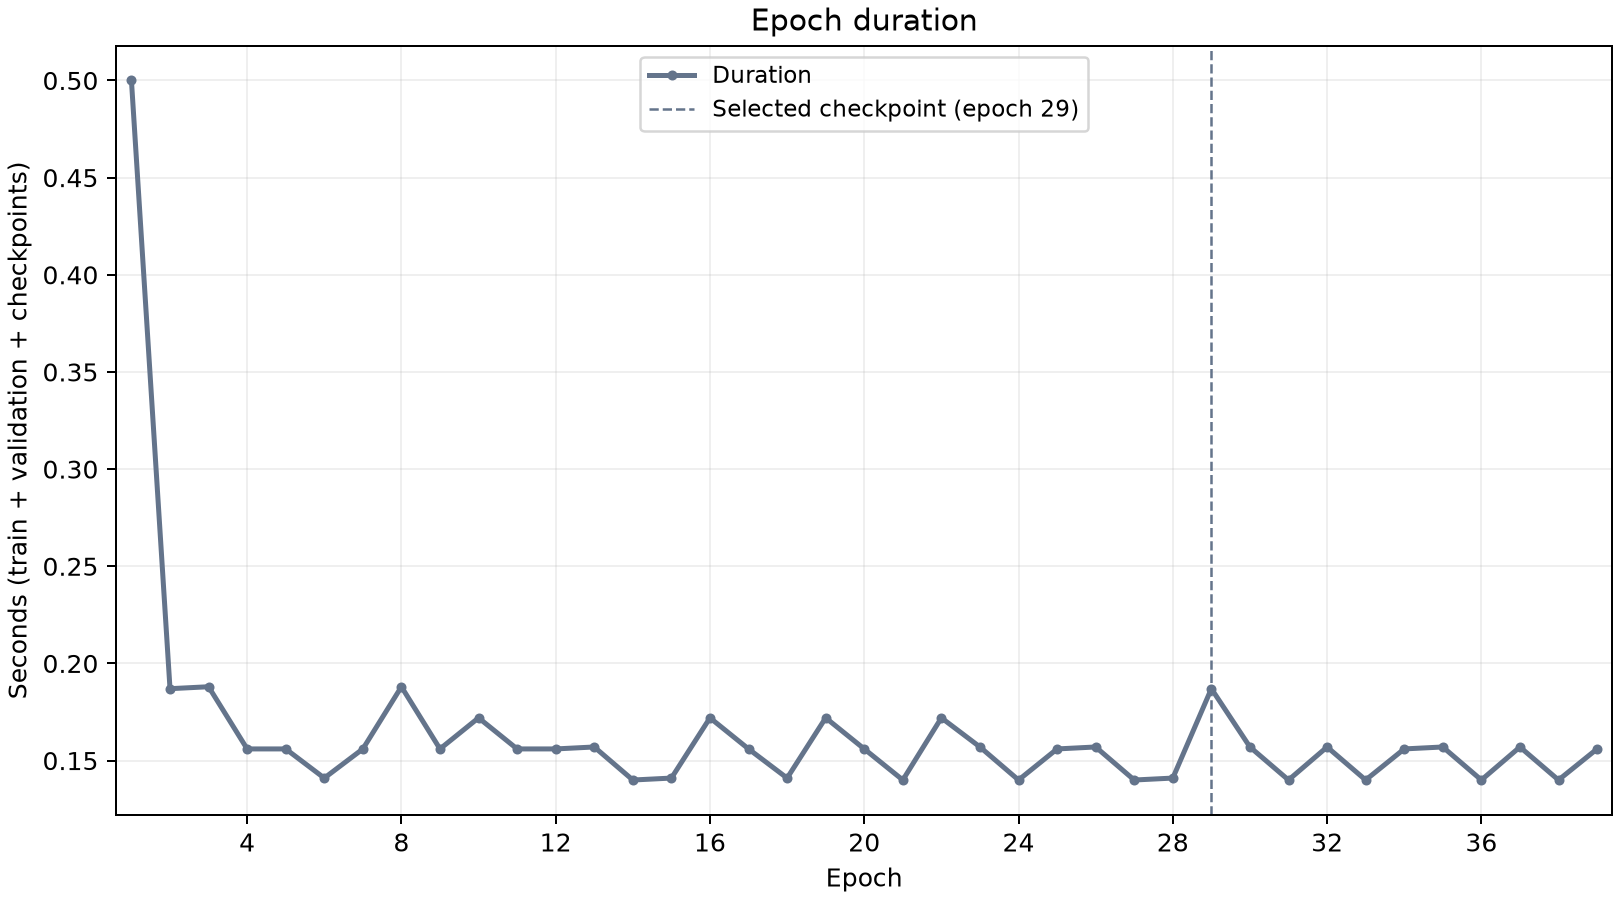 Epoch duration
Duration
Selected checkpoint (epoch 29)
Seconds (train + validation + checkpoints)
0.50
0.45
0.40
0.35
0.30
0.25
0.20
0.15
4 8 12 16 20 24 28 32 36
Epoch